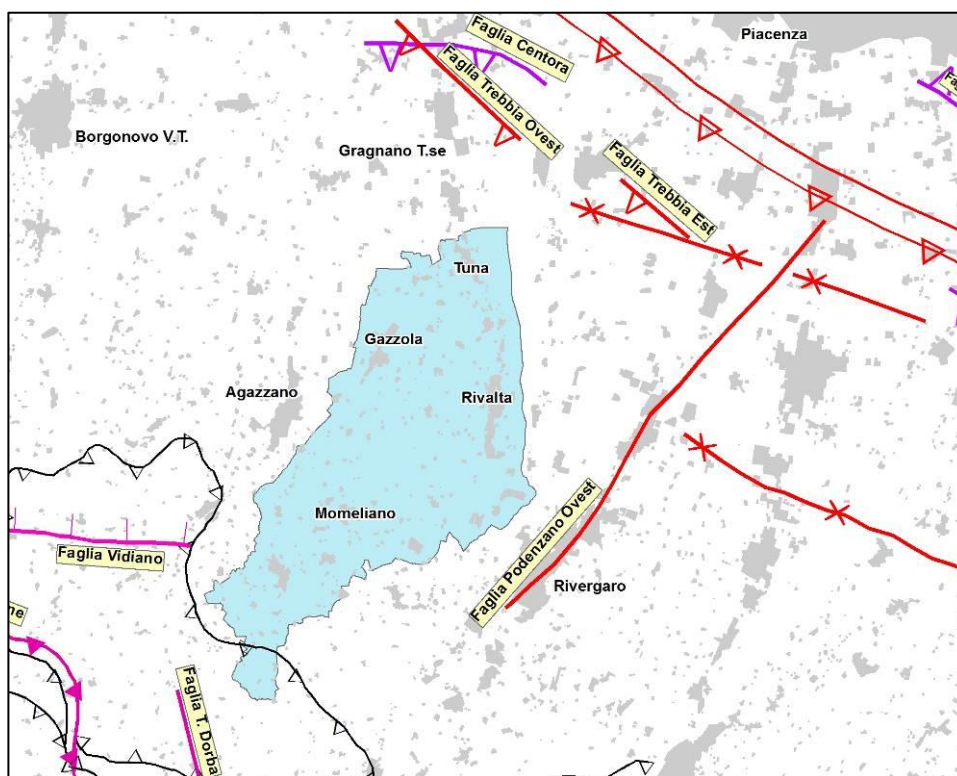 Piacenza
Faglia Centora
Faglia Trebbia Ovest
Borgonovo V.T.
Gragnano T.se
Faglia Trebbia Est
Tuna
Gazzola
Agazzano
Rivalta
Momeliano
Faglia Podenzano Ovest
Faglia Vidiano
Rivergaro
Faglia T. Dorba